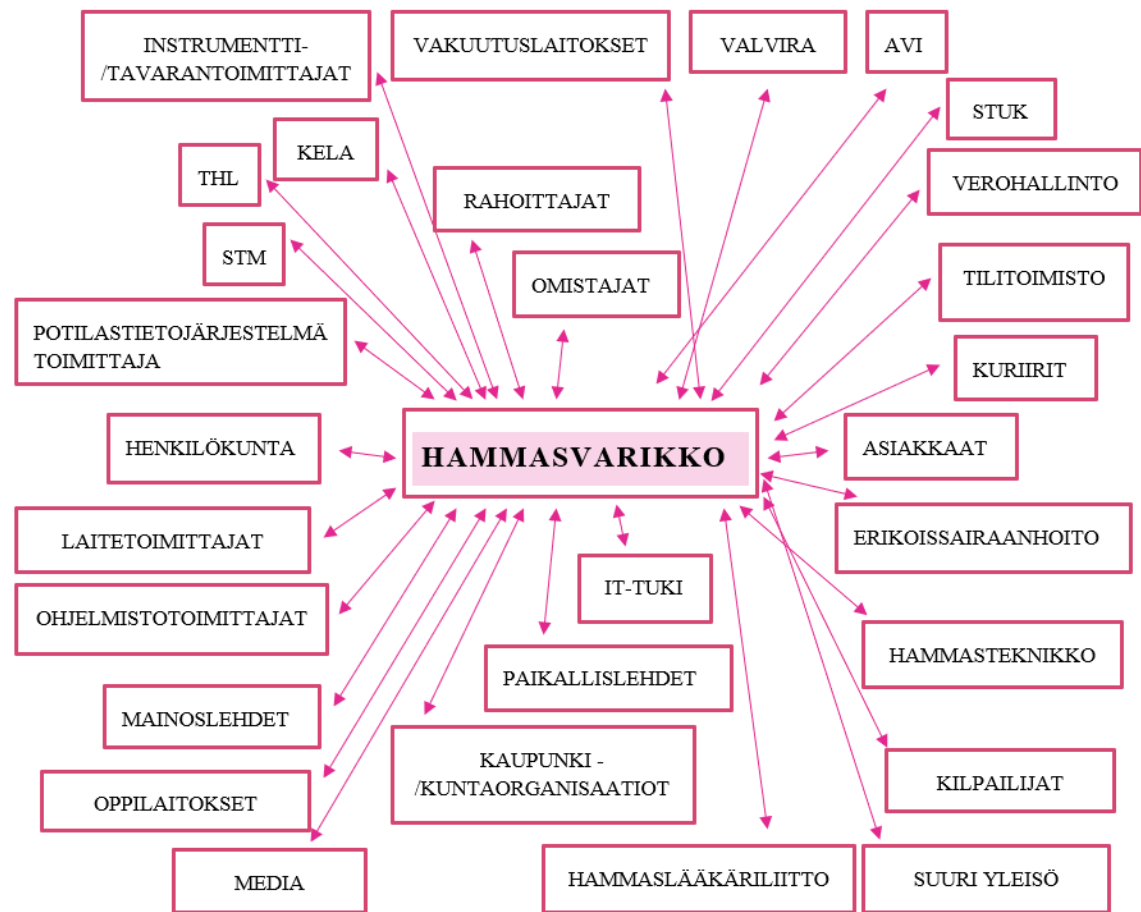 INSTRUMENTTI-
/TAVARANTOIMITTAJAT
VAKUUTUSLAITOKSET
VALVIRA
AVI
STUK
KELA
THL
RAHOITTAJAT
VEROHALLINTO
STM
OMISTAJAT
TILITOIMISTO
POTILASTIETOJÄRJESTELMÄ
TOIMITTAJA
KURIIRIT
HENKILÖKUNTA
HAMMASVARIKKO
ASIAKKAAT
LAITETOIMITTAJAT
ERIKOISSAIRAANHOITO
IT-TUKI
OHJELMISTOTOIMITTAJAT
HAMMASTEKNIKKO
PAIKALLISLEHDET
MAINOSLEHDET
KAUPUNKI -
/KUNTAORGANISAATIOT
KILPAILIJAT
OPPILAITOKSET
MEDIA
HAMMASLÄÄKÄRILIITTO
SUURI YLEISÖ